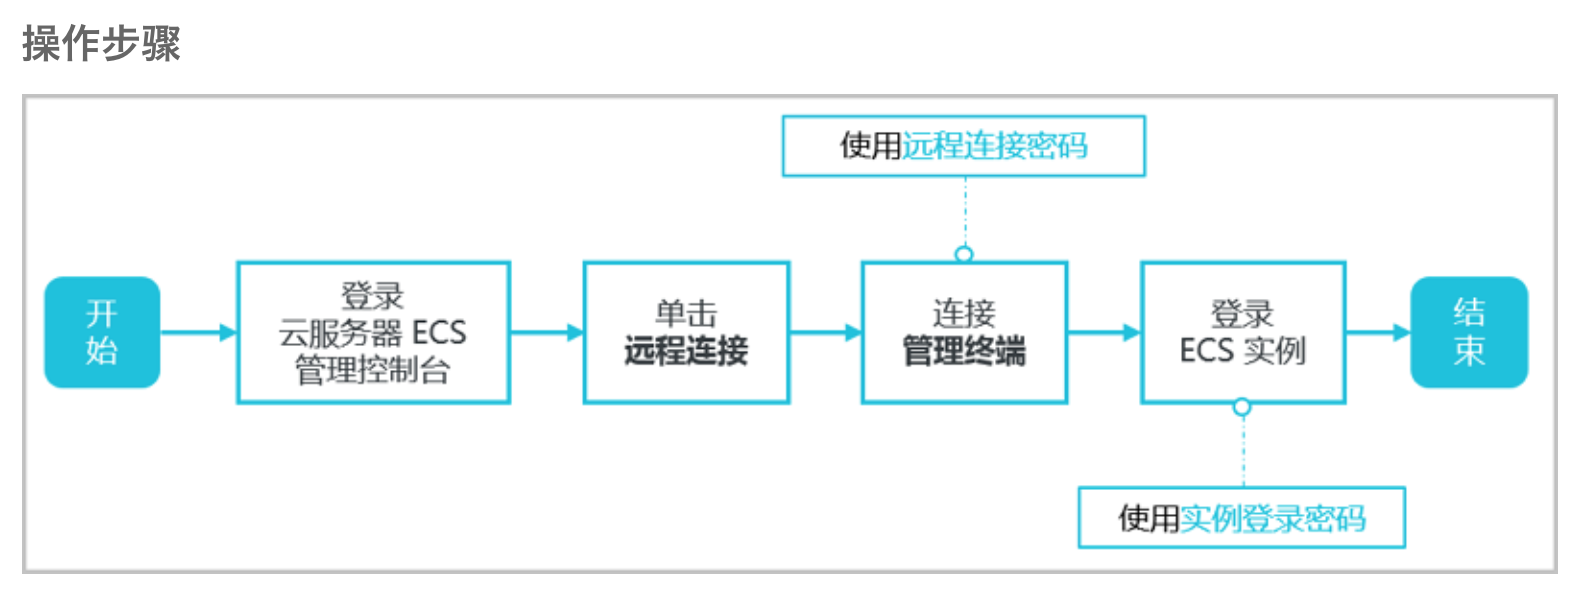 操作步骤
使用远程连接密码
开
始
登录
云服务器 ECS
管理控制台
单击
远程连接
连接
管理终端
登录
ECS 实例
结
束
使用实例登录密码